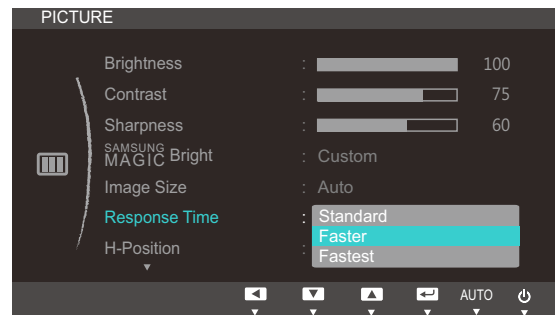 PICTURE
Brightness : 100
Contrast : 75
Sharpness : 60
SAMSUNG
MAGIC Bright : Custom
Image Size : Auto
Response Time : Standard
Faster
H-Position : Fastest
AUTO